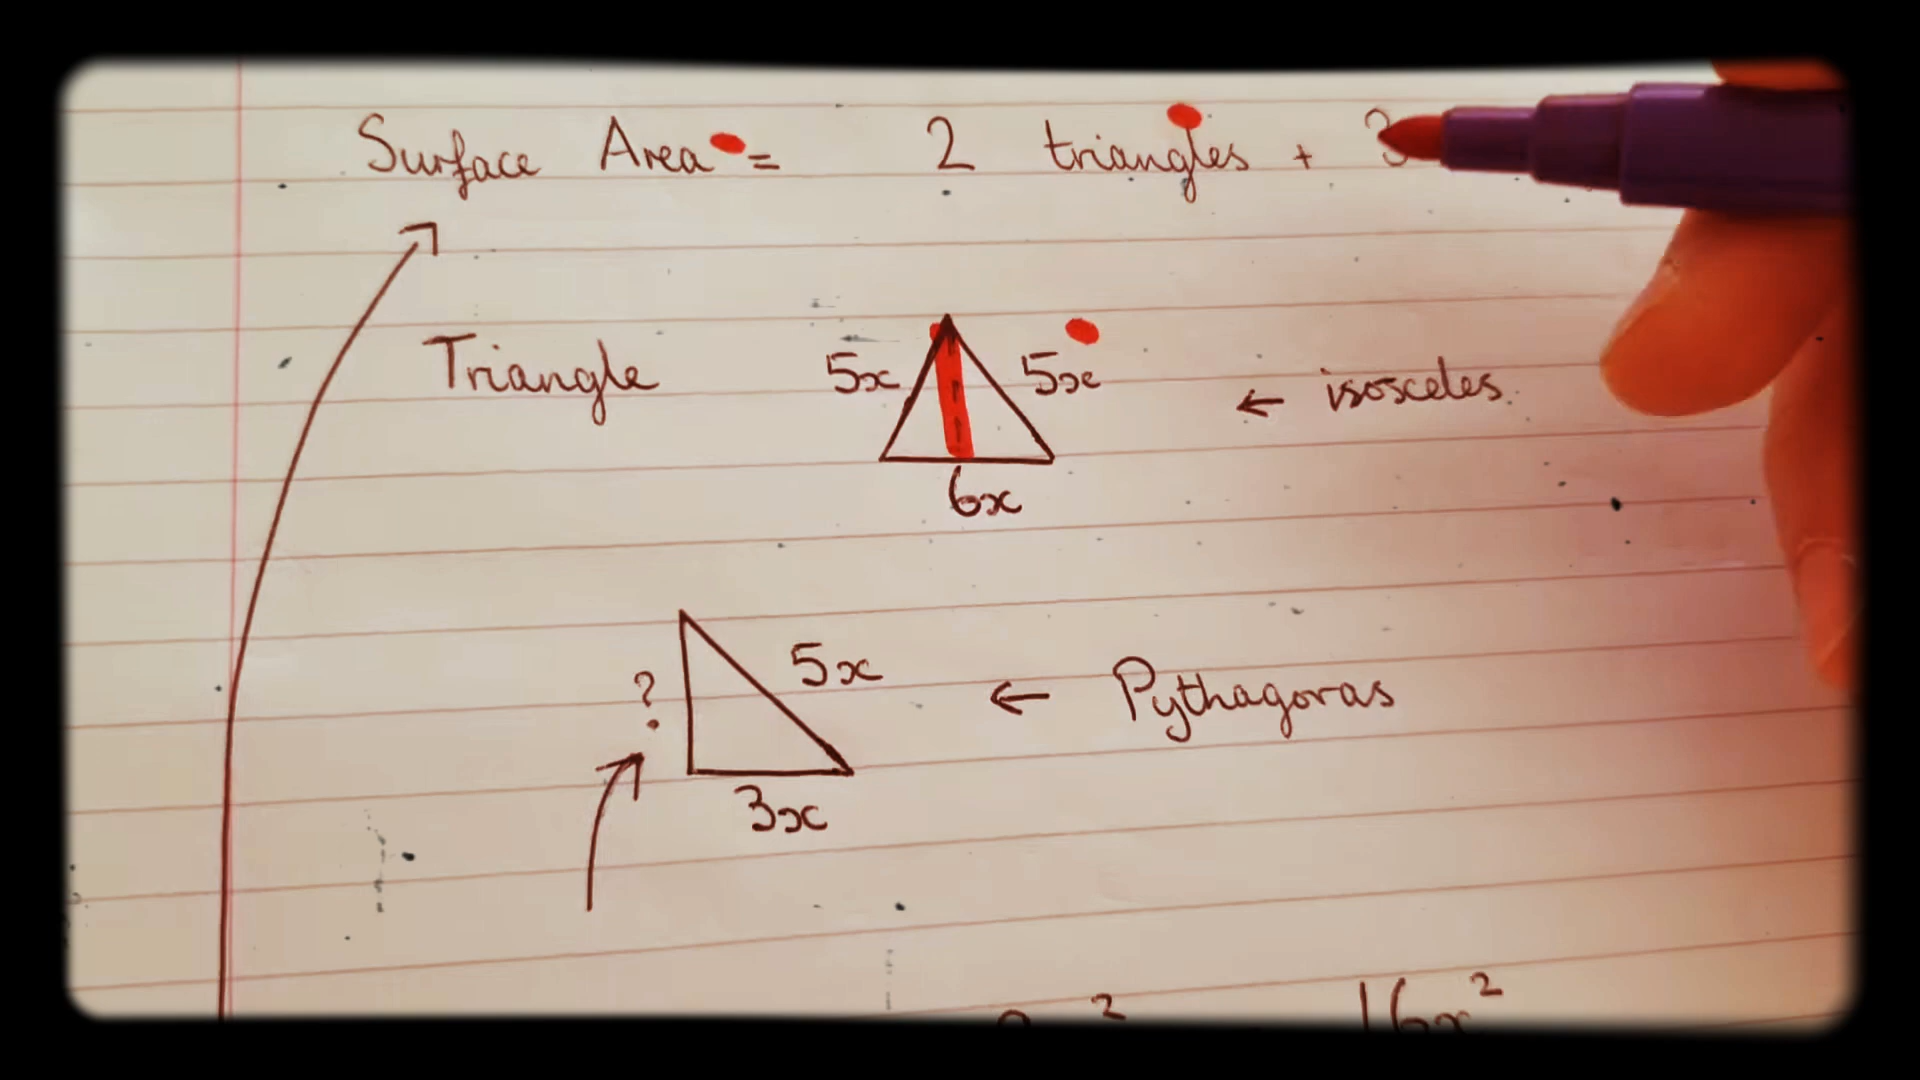 Surface Area = 2 triangles + 3
Triangle 5x 5x ← isosceles
6x
? 5x ← Pythagoras
3x
16x²